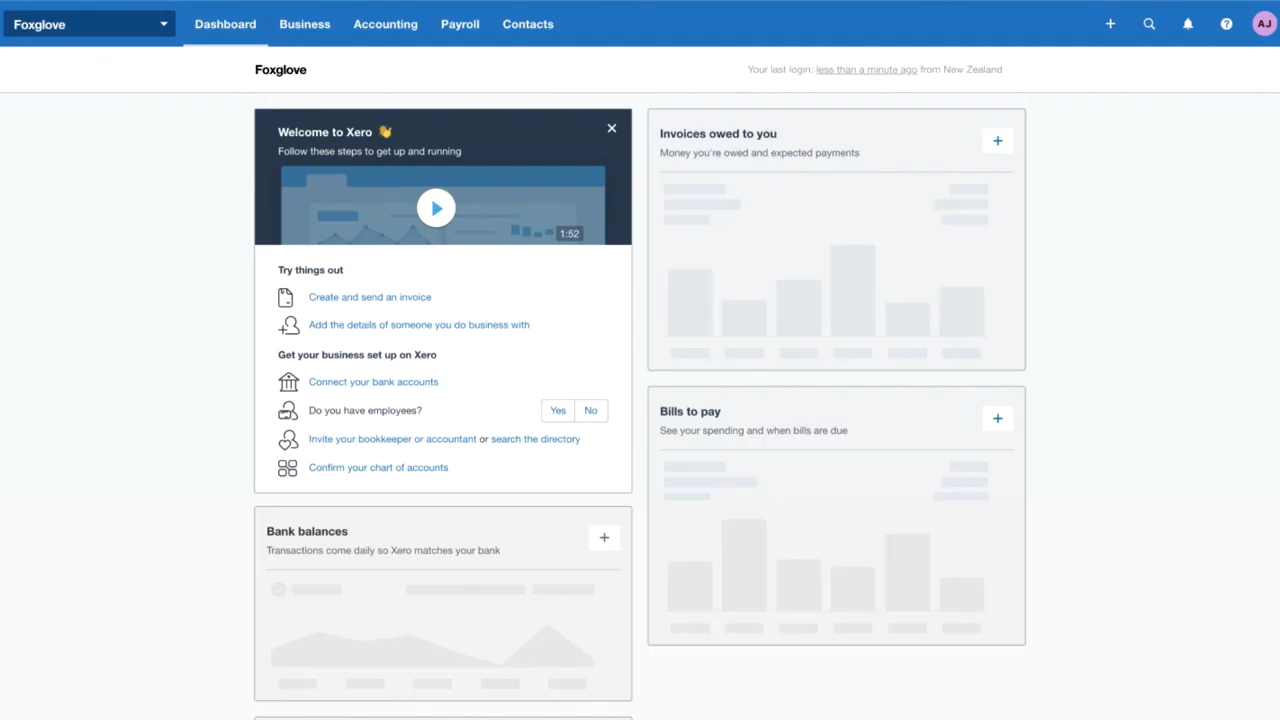 Foxglove
Dashboard
Business
Accounting
Payroll
Contacts
AJ
Foxglove
Your last login: less than a minute ago from New Zealand
Welcome to Xero 👋
Follow these steps to get up and running
1:52
Try things out
Create and send an invoice
Add the details of someone you do business with
Get your business set up on Xero
Connect your bank accounts
Do you have employees?
Yes
No
Invite your bookkeeper or accountant or search the directory
Confirm your chart of accounts
Bank balances
Transactions come daily so Xero matches your bank
Invoices owed to you
Money you're owed and expected payments
Bills to pay
See your spending and when bills are due